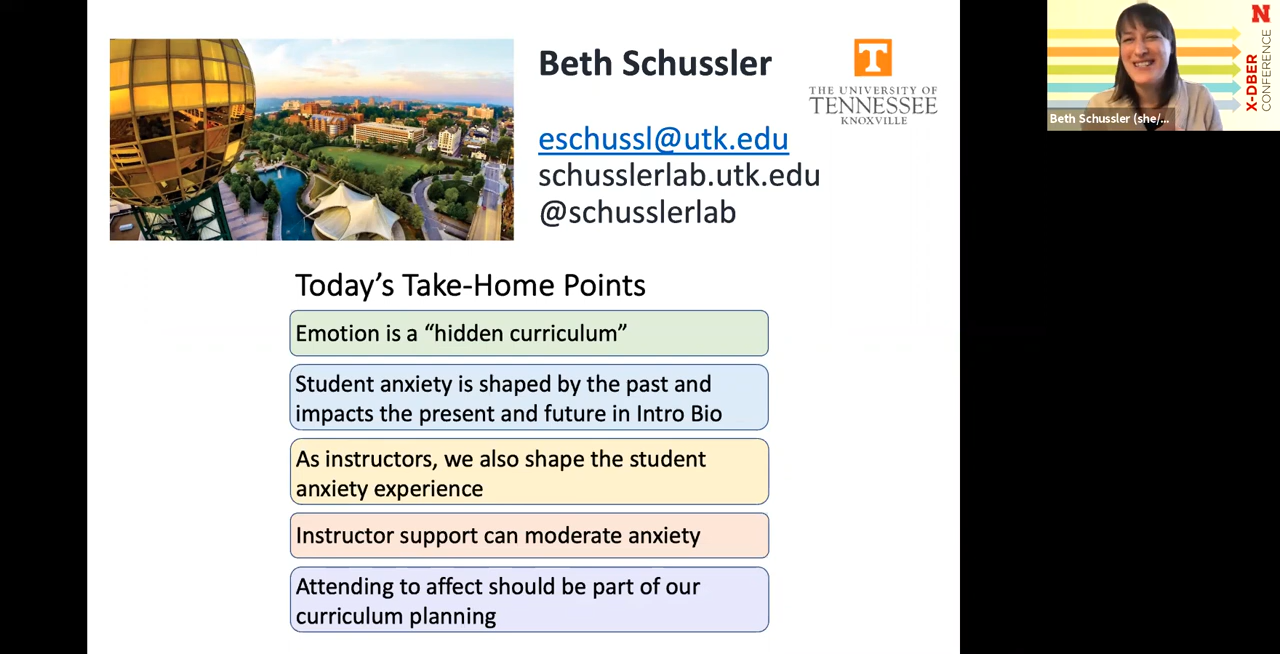 Beth Schussler
T
THE UNIVERSITY OF
TENNESSEE
KNOXVILLE
eschussl@utk.edu
schusslerlab.utk.edu
@schusslerlab
Today's Take-Home Points
Emotion is a “hidden curriculum”
Student anxiety is shaped by the past and
impacts the present and future in Intro Bio
As instructors, we also shape the student
anxiety experience
Instructor support can moderate anxiety
Attending to affect should be part of our
curriculum planning
N
X-DBER
CONFERENCE
Beth Schussler (she/...